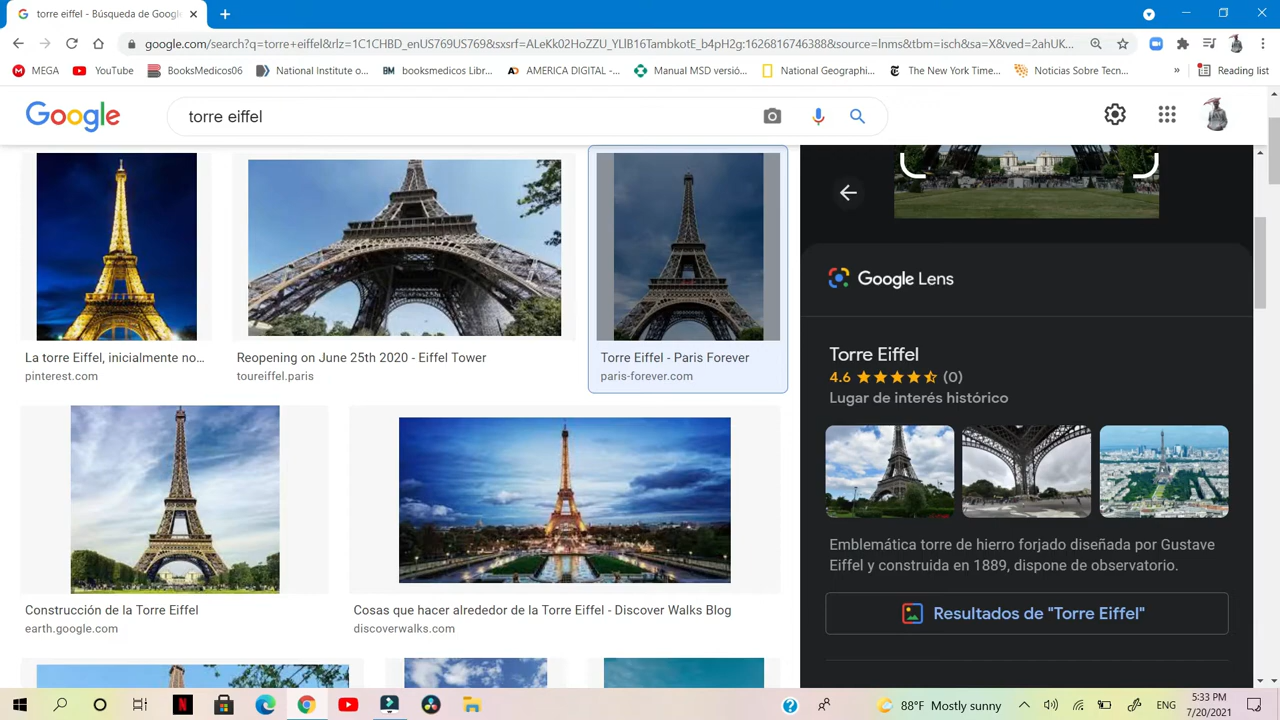 torre eiffel - Búsqueda de Googl
google.com/search?q=torre+eiffel&rlz=1C1CHBD_enUS769US769&sxsrf=ALeKk02HoZZU_YLlB16TambkotE_b4pH2g:1626816746388&source=lnms&tbm=isch&sa=X&ved=2ahUK...
MEGA
YouTube
BooksMedicos06
National Institute o...
booksmedicos Libr...
AMERICA DIGITAL -...
Manual MSD versió...
National Geographi...
The New York Time...
Noticias Sobre Tecn...
»
Reading list
Google
torre eiffel
La torre Eiffel, inicialmente no...
pinterest.com
Reopening on June 25th 2020 - Eiffel Tower
toureiffel.paris
Torre Eiffel - Paris Forever
paris-forever.com
Construcción de la Torre Eiffel
earth.google.com
Cosas que hacer alrededor de la Torre Eiffel - Discover Walks Blog
discoverwalks.com
Google Lens
Torre Eiffel
4.6 (0)
Lugar de interés histórico
Emblemática torre de hierro forjado diseñada por Gustave
Eiffel y construida en 1889, dispone de observatorio.
Resultados de "Torre Eiffel"
88°F Mostly sunny
ENG
5:33 PM
7/20/2021